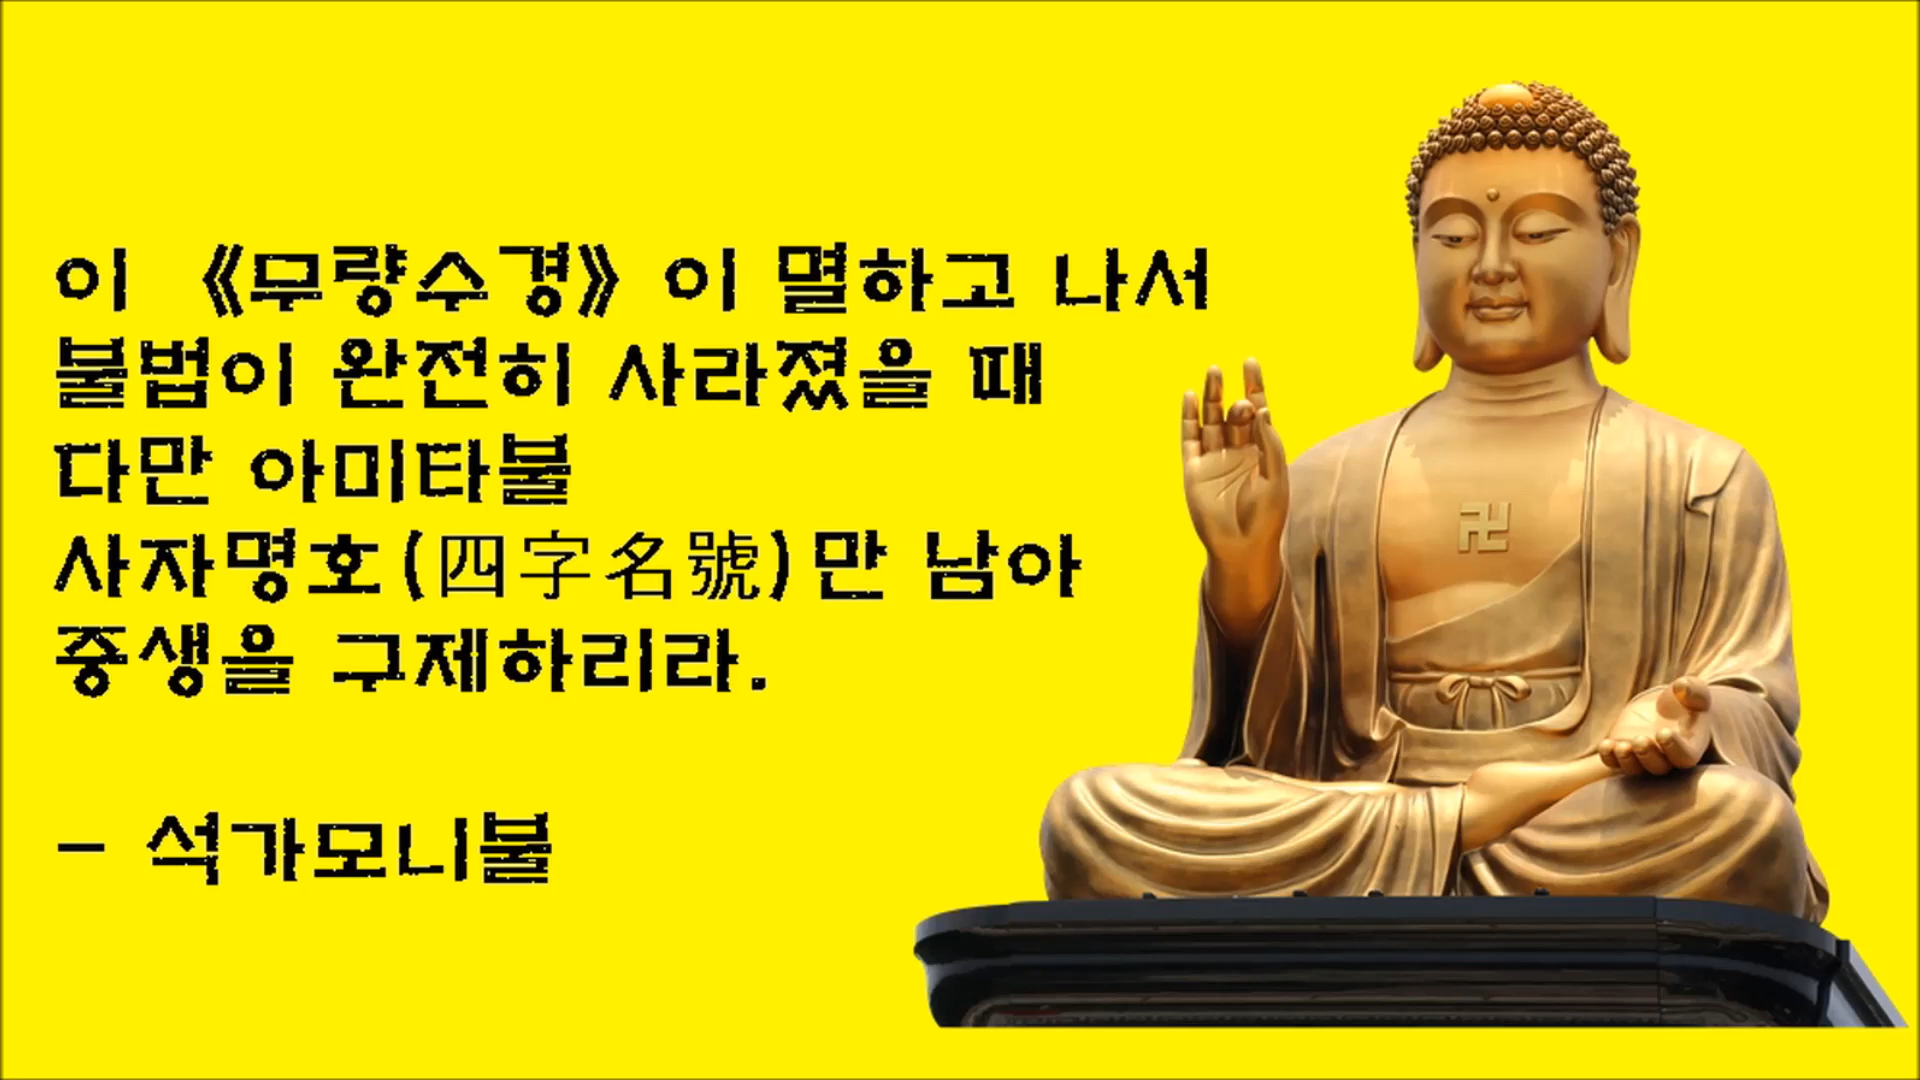 이 《무량수경》이 멸하고 나서
불법이 완전히 사라졌을 때
다만 아미타불
사자명호(四字名號)만 남아
중생을 구제하리라.
- 석가모니불
卍